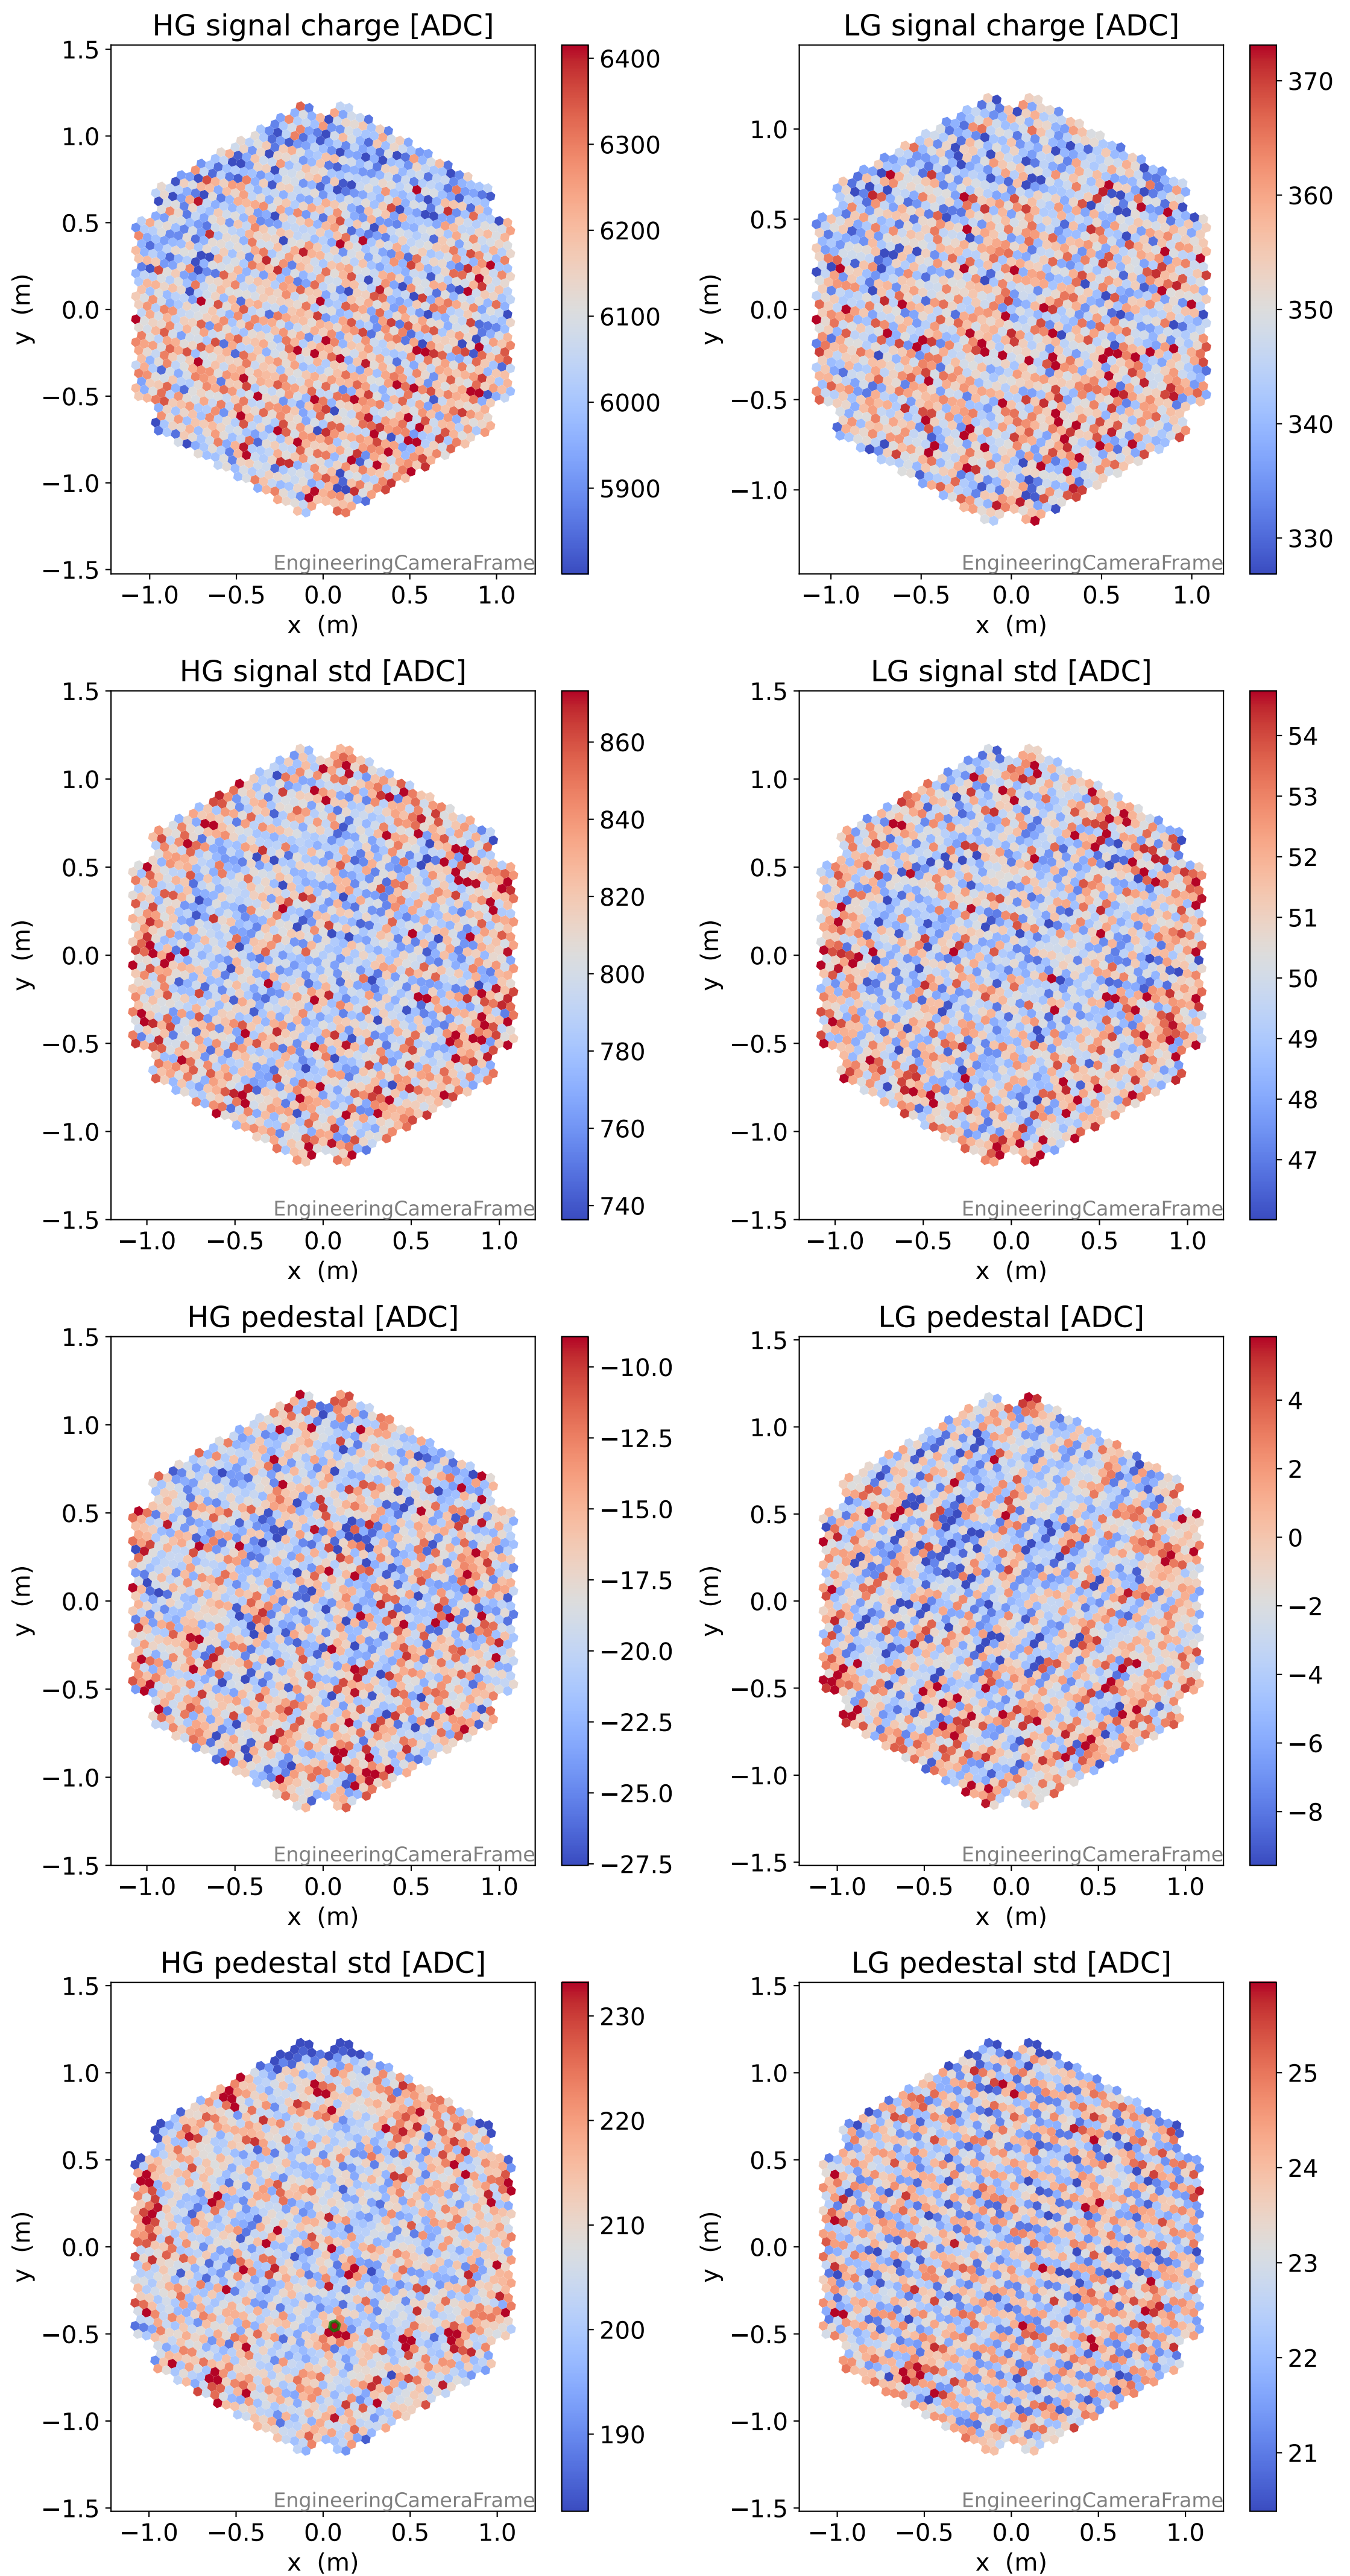 HG signal charge [ADC]
1.5
1.0
0.5
0.0
−0.5
−1.0
−1.5
y (m)
−1.0 −0.5 0.0 0.5 1.0
x (m)
EngineeringCameraFrame
6400
6300
6200
6100
6000
5900
LG signal charge [ADC]
1.0
0.5
0.0
−0.5
−1.0
y (m)
−1.0 −0.5 0.0 0.5 1.0
x (m)
EngineeringCameraFrame
370
360
350
340
330
HG signal std [ADC]
1.5
1.0
0.5
0.0
−0.5
−1.0
−1.5
y (m)
−1.0 −0.5 0.0 0.5 1.0
x (m)
EngineeringCameraFrame
860
840
820
800
780
760
740
LG signal std [ADC]
1.5
1.0
0.5
0.0
−0.5
−1.0
−1.5
y (m)
−1.0 −0.5 0.0 0.5 1.0
x (m)
EngineeringCameraFrame
54
53
52
51
50
49
48
47
HG pedestal [ADC]
1.5
1.0
0.5
0.0
−0.5
−1.0
−1.5
y (m)
−1.0 −0.5 0.0 0.5 1.0
x (m)
EngineeringCameraFrame
−10.0
−12.5
−15.0
−17.5
−20.0
−22.5
−25.0
−27.5
LG pedestal [ADC]
1.5
1.0
0.5
0.0
−0.5
−1.0
−1.5
y (m)
−1.0 −0.5 0.0 0.5 1.0
x (m)
EngineeringCameraFrame
4
2
0
−2
−4
−6
−8
HG pedestal std [ADC]
1.5
1.0
0.5
0.0
−0.5
−1.0
−1.5
y (m)
−1.0 −0.5 0.0 0.5 1.0
x (m)
EngineeringCameraFrame
230
220
210
200
190
LG pedestal std [ADC]
1.5
1.0
0.5
0.0
−0.5
−1.0
−1.5
y (m)
−1.0 −0.5 0.0 0.5 1.0
x (m)
EngineeringCameraFrame
25
24
23
22
21